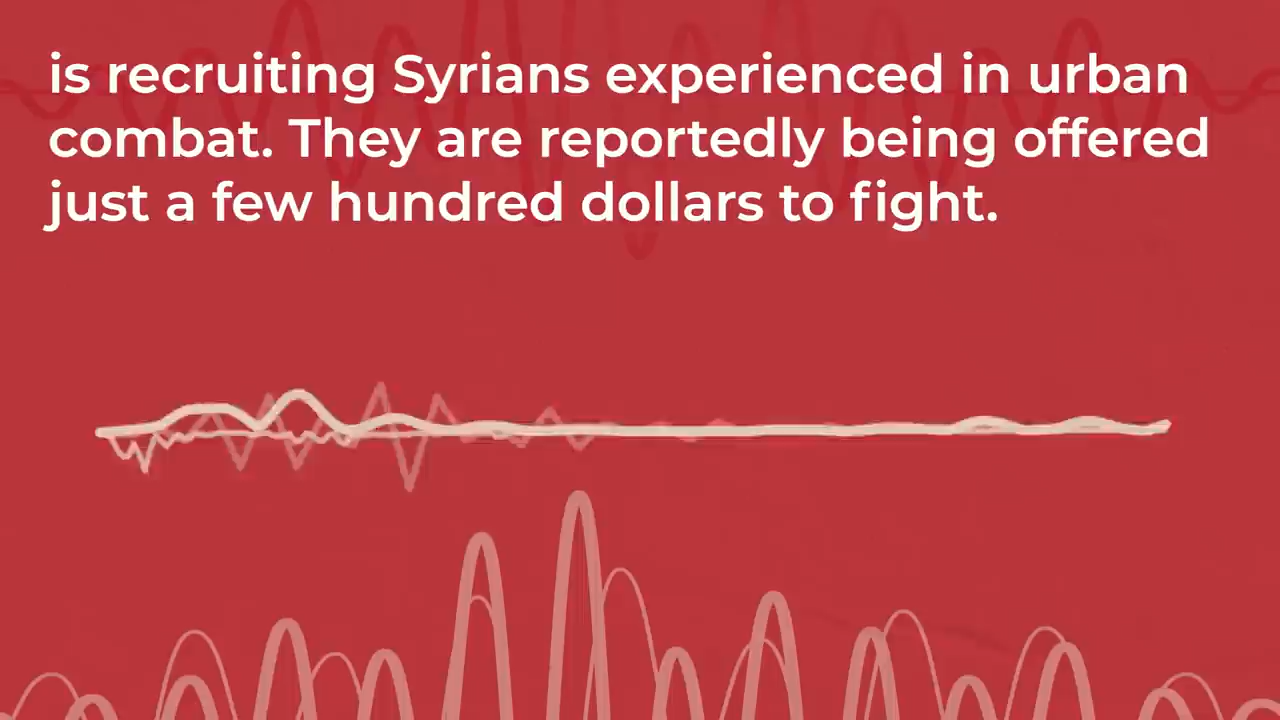 is recruiting Syrians experienced in urban
combat. They are reportedly being offered
just a few hundred dollars to fight.